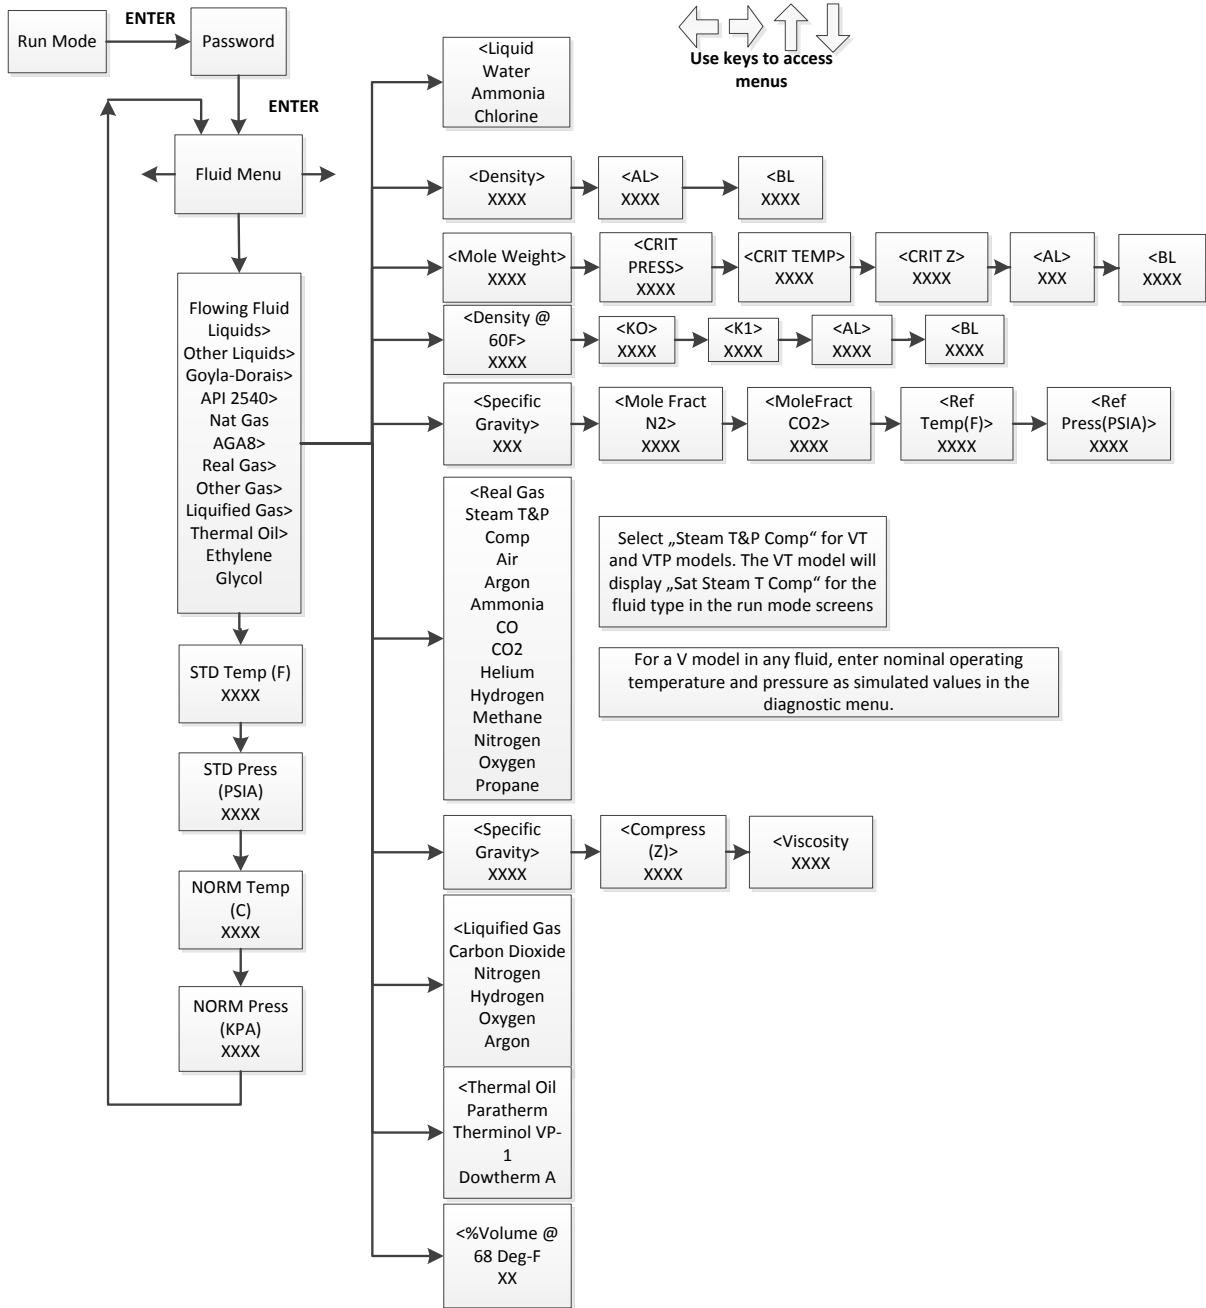 Run Mode
ENTER
Password
Use keys to access
menus
ENTER
Fluid Menu
Flowing Fluid
Liquids>
Other Liquids>
Goyla-Dorais>
API 2540>
Nat Gas
AGA8>
Real Gas>
Other Gas>
Liquified Gas>
Thermal Oil>
Ethylene
Glycol
STD Temp (F)
XXXX
STD Press
(PSIA)
XXXX
NORM Temp
(C)
XXXX
NORM Press
(KPA)
XXXX
<Liquid
Water
Ammonia
Chlorine
<Density>
XXXX
<AL>
XXXX
<BL
XXXX
<Mole Weight>
XXXX
<CRIT
PRESS>
XXXX
<CRIT TEMP>
XXXX
<CRIT Z>
XXXX
<AL>
XXX
<BL
XXXX
<Density @
60F>
XXXX
<KO>
XXXX
<K1>
XXXX
<AL>
XXXX
<BL
XXXX
<Specific
Gravity>
XXX
<Mole Fract
N2>
XXXX
<MoleFract
CO2>
XXXX
<Ref
Temp(F)>
XXXX
<Ref
Press(PSIA)>
XXXX
<Real Gas
Steam T&P
Comp
Air
Argon
Ammonia
CO
CO2
Helium
Hydrogen
Methane
Nitrogen
Oxygen
Propane
Select „Steam T&P Comp“ for VT
and VTP models. The VT model will
display „Sat Steam T Comp“ for the
fluid type in the run mode screens
For a V model in any fluid, enter nominal operating
temperature and pressure as simulated values in the
diagnostic menu.
<Specific
Gravity>
XXXX
<Compress
(Z)>
XXXX
<Viscosity
XXXX
<Liquified Gas
Carbon Dioxide
Nitrogen
Hydrogen
Oxygen
Argon
<Thermal Oil
Paratherm
Therminol VP-
1
Dowtherm A
<%Volume @
68 Deg-F
XX